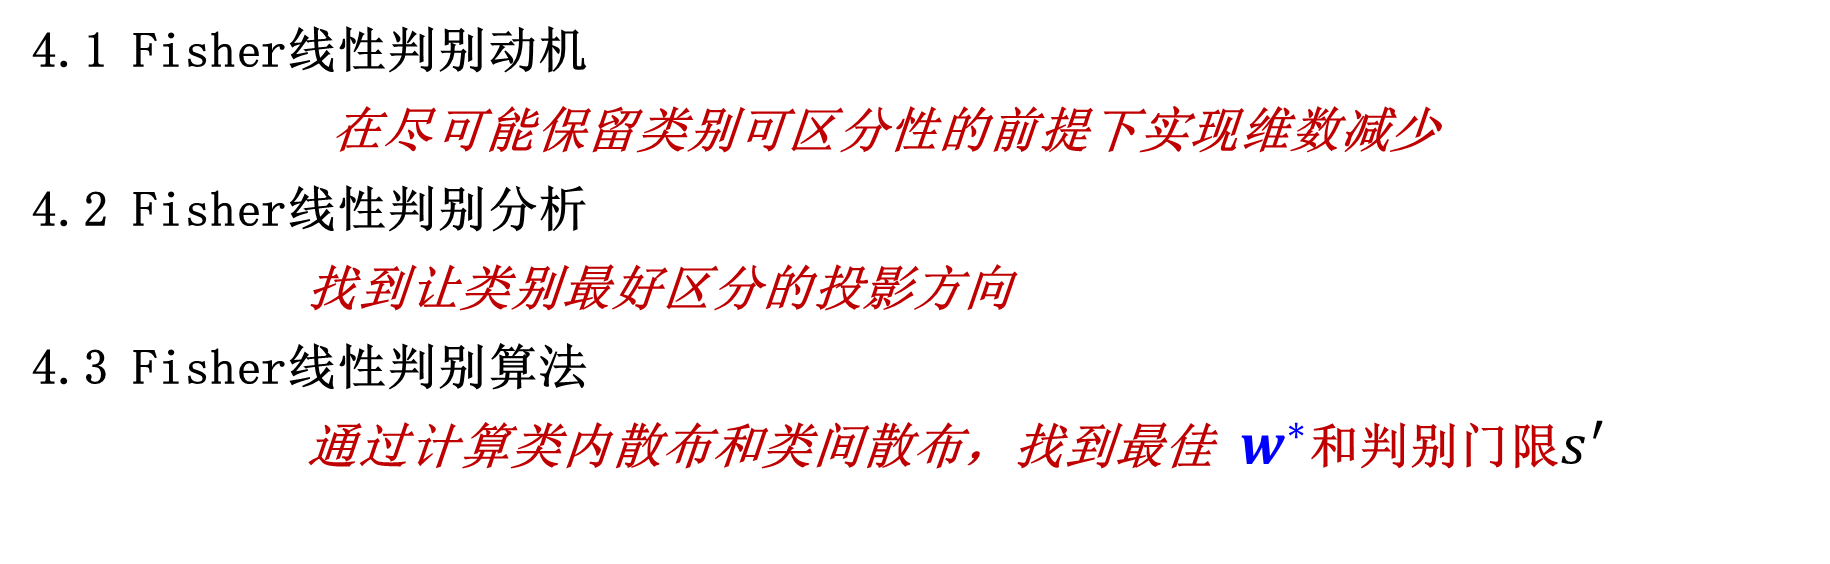 4.1 Fisher线性判别动机
在尽可能保留类别可区分性的前提下实现维数减少
4.2 Fisher线性判别分析
找到让类别最好区分的投影方向
4.3 Fisher线性判别算法
通过计算类内散布和类间散布，找到最佳 w*和判别门限s′